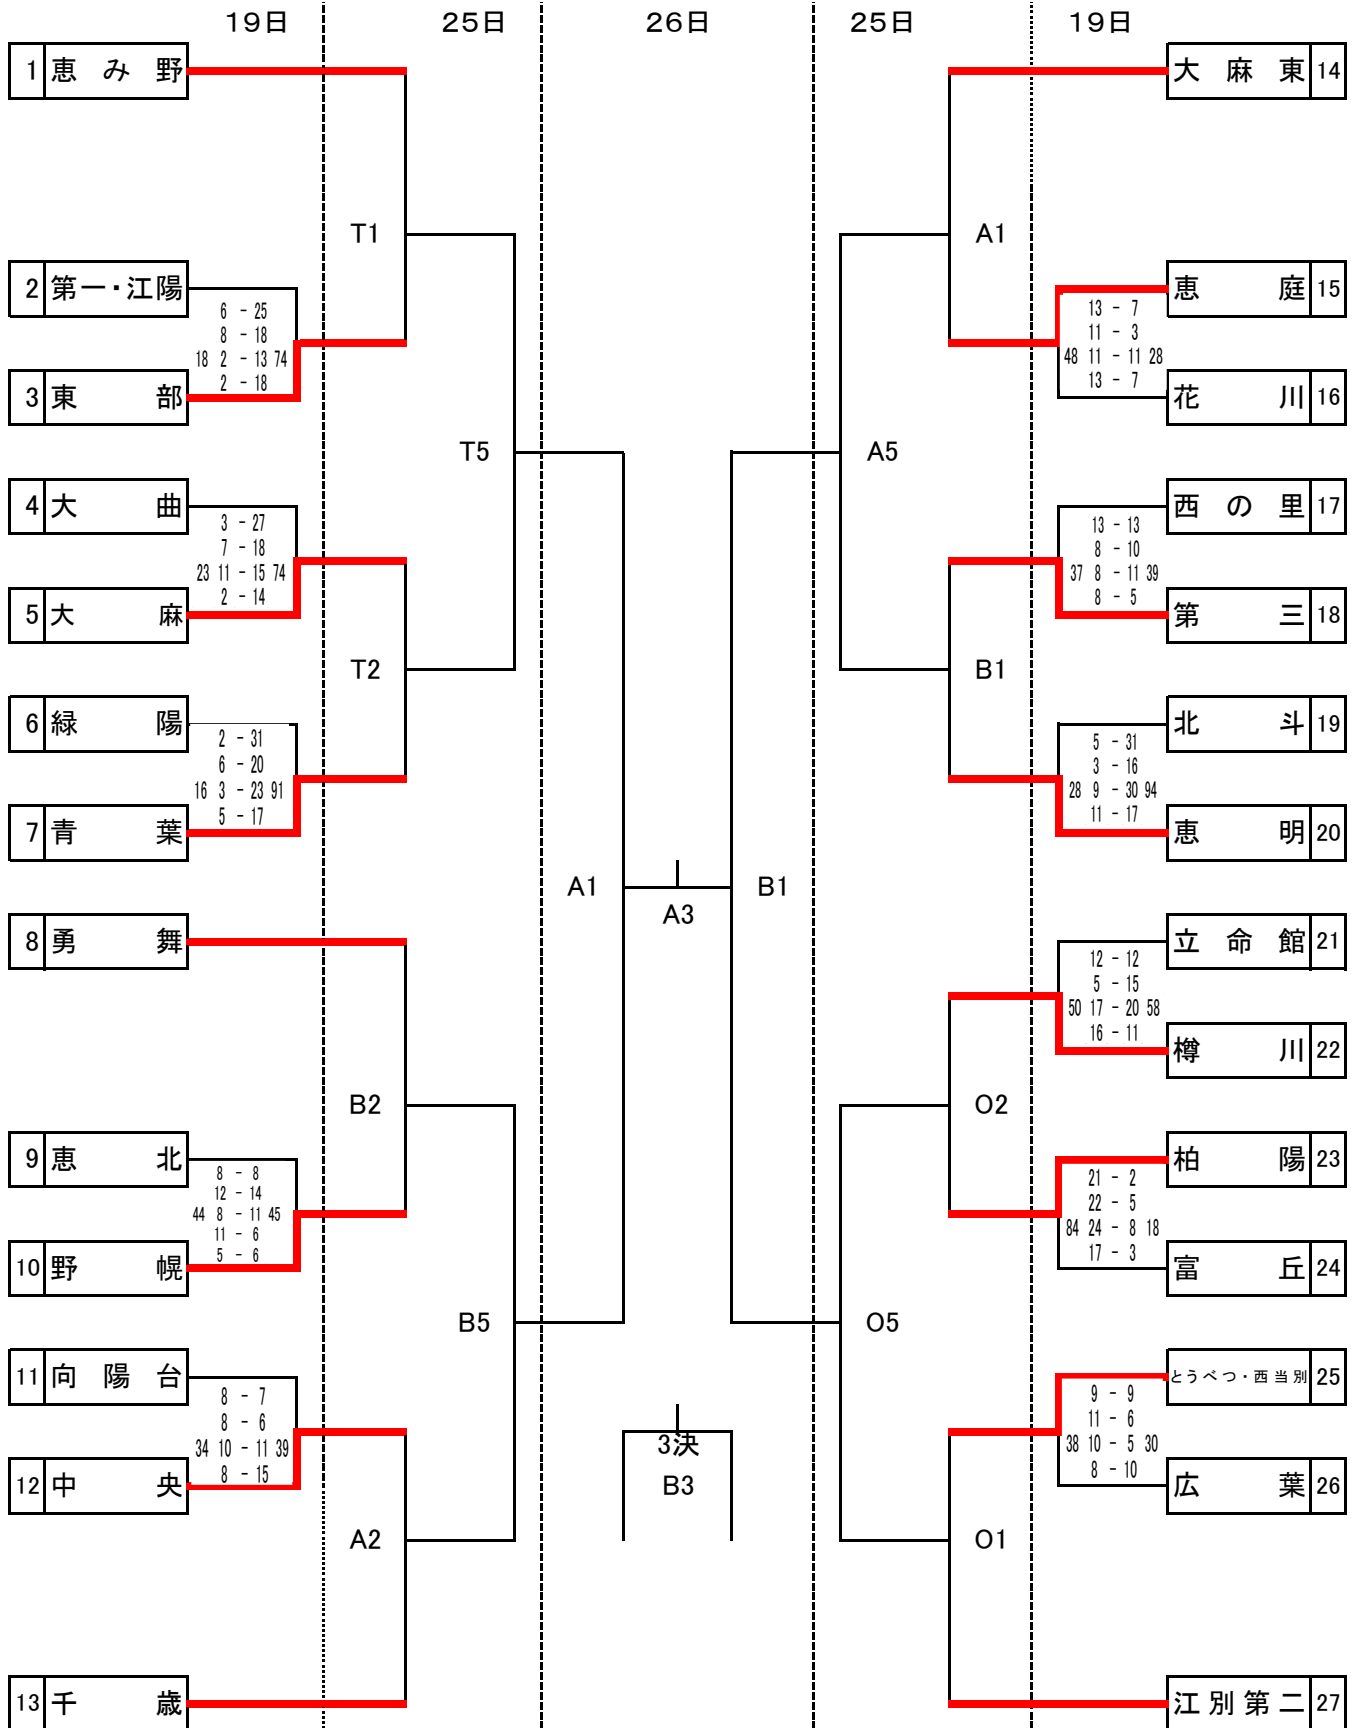 19日 25日 26日 25日 19日
1 恵み野
大麻東 14
T1
A1
2 第一・江陽
6 - 25
8 - 18
18 2 - 13 74
2 - 18
3 東部
恵庭 15
13 - 7
11 - 3
48 11 - 11 28
13 - 7
花川 16
T5
A5
4 大曲
3 - 27
7 - 18
23 11 - 15 74
2 - 14
5 大麻
西の里 17
13 - 13
8 - 10
37 8 - 11 39
8 - 5
第三 18
T2
B1
6 緑陽
2 - 31
6 - 20
16 3 - 23 91
5 - 17
7 青葉
北斗 19
5 - 31
3 - 16
28 9 - 30 94
11 - 17
恵明 20
A1
A3
B1
8 勇舞
立命館 21
12 - 12
5 - 15
50 17 - 20 58
16 - 11
樽川 22
B2
O2
9 恵北
8 - 8
12 - 14
44 8 - 11 45
11 - 6
5 - 6
10 野幌
柏陽 23
21 - 2
22 - 5
84 24 - 8 18
17 - 3
富丘 24
B5
O5
11 向陽台
8 - 7
8 - 6
34 10 - 11 39
8 - 15
12 中央
とうべつ・西当別 25
9 - 9
11 - 6
38 10 - 5 30
8 - 10
広葉 26
3決
B3
A2
O1
13 千歳
江別第二 27